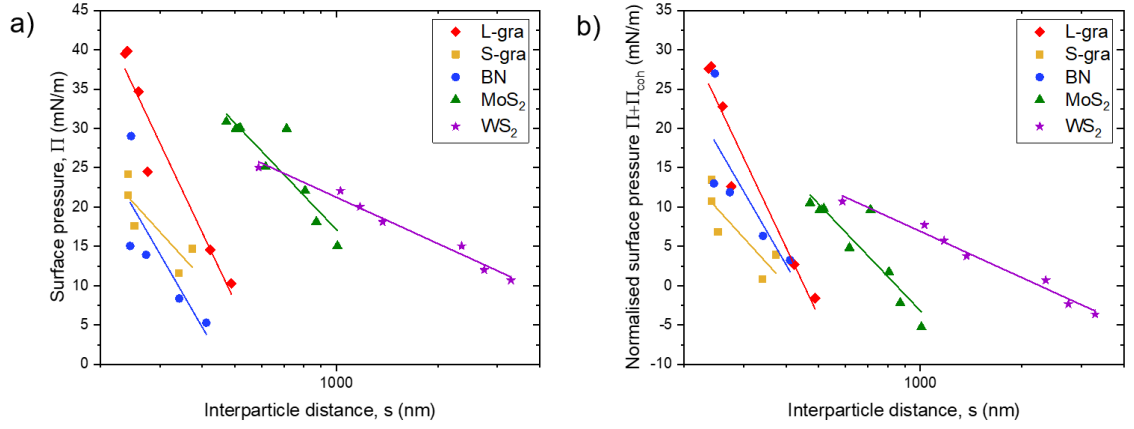 a)
45
40
35
30
25
20
15
10
5
0
Surface pressure, Π (mN/m)
L-gra
S-gra
BN
MoS₂
WS₂
1000
Interparticle distance, s (nm)
b)
35
30
25
20
15
10
5
0
-5
-10
Normalised surface pressure Π+Π_coh (mN/m)
L-gra
S-gra
BN
MoS₂
WS₂
1000
Interparticle distance, s (nm)